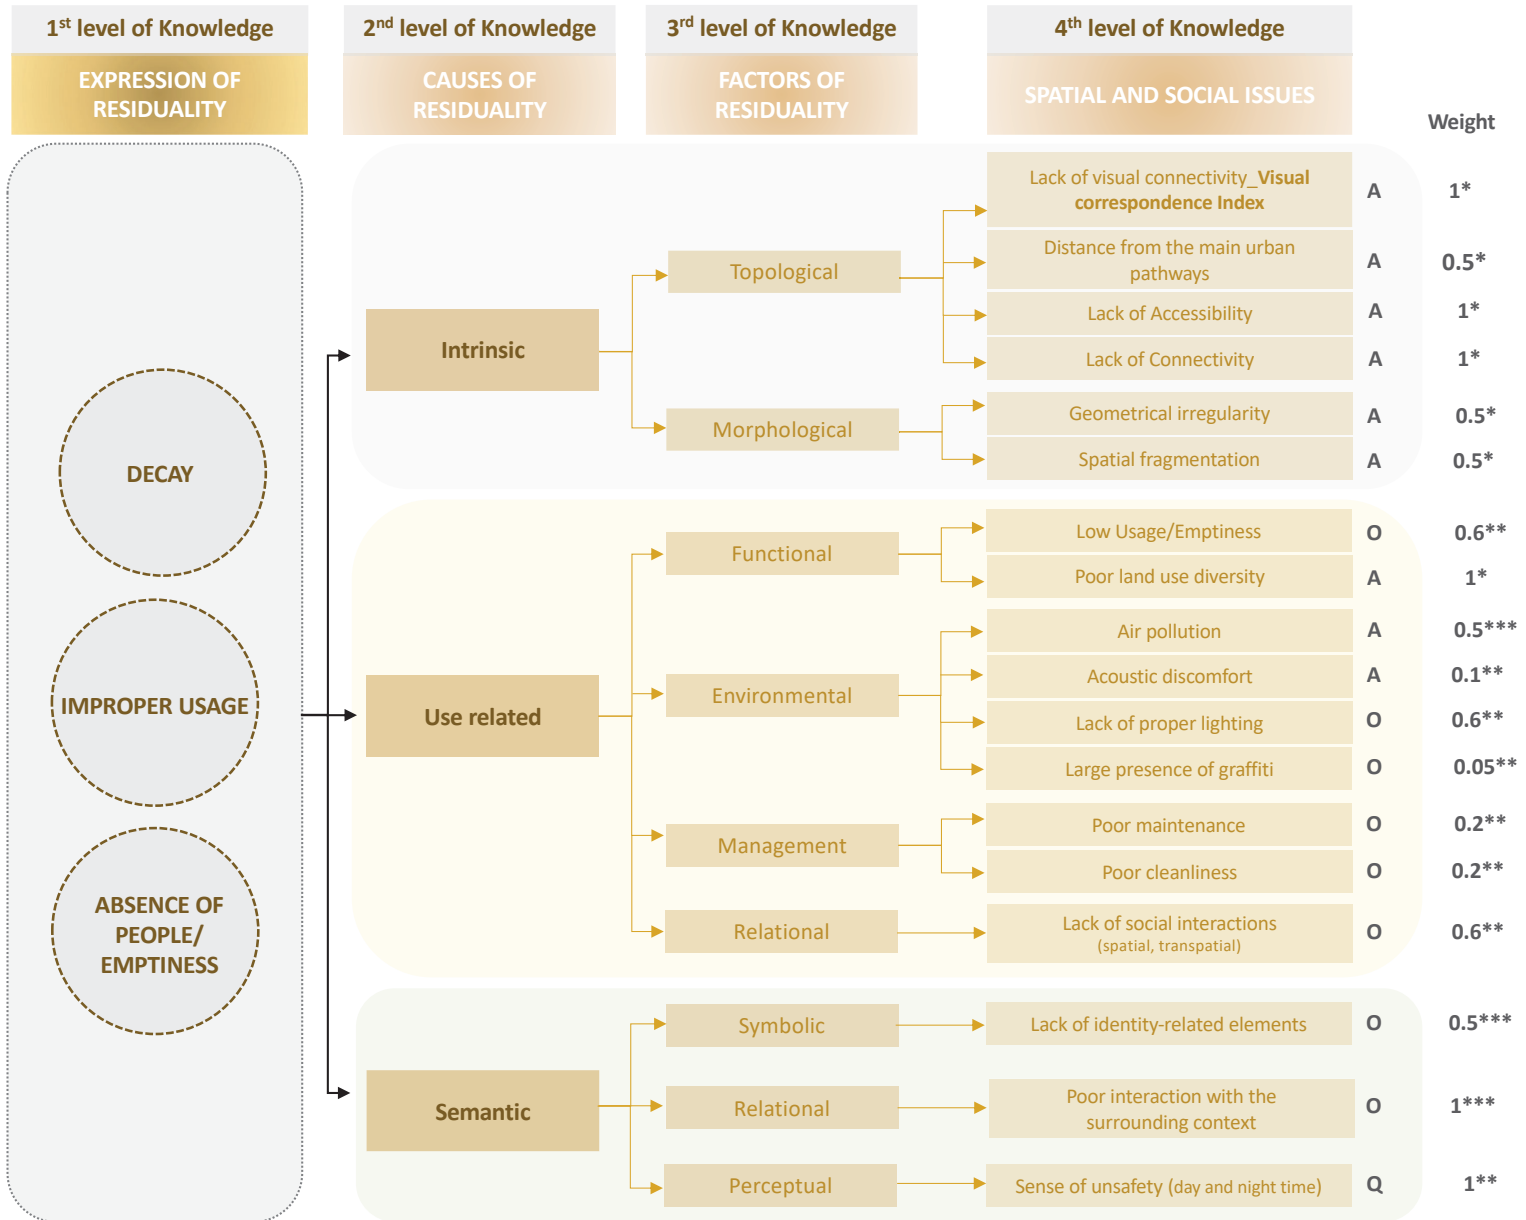 1st level of Knowledge
2nd level of Knowledge
3rd level of Knowledge
4th level of Knowledge
EXPRESSION OF
RESIDUALITY
CAUSES OF
RESIDUALITY
FACTORS OF
RESIDUALITY
SPATIAL AND SOCIAL ISSUES
Weight
DECAY
IMPROPER USAGE
ABSENCE OF
PEOPLE/
EMPTINESS
Intrinsic
Topological
Lack of visual connectivity_Visual
correspondence Index
A
1*
Distance from the main urban
pathways
A
0.5*
Lack of Accessibility
A
1*
Lack of Connectivity
A
1*
Morphological
Geometrical irregularity
A
0.5*
Spatial fragmentation
A
0.5*
Use related
Functional
Low Usage/Emptiness
O
0.6**
Poor land use diversity
A
1*
Environmental
Air pollution
A
0.5***
Acoustic discomfort
A
0.1**
Lack of proper lighting
O
0.6**
Large presence of graffiti
O
0.05**
Management
Poor maintenance
O
0.2**
Poor cleanliness
O
0.2**
Relational
Lack of social interactions
(spatial, transpatial)
O
0.6**
Semantic
Symbolic
Lack of identity-related elements
O
0.5***
Relational
Poor interaction with the
surrounding context
O
1***
Perceptual
Sense of unsafety (day and night time)
Q
1**